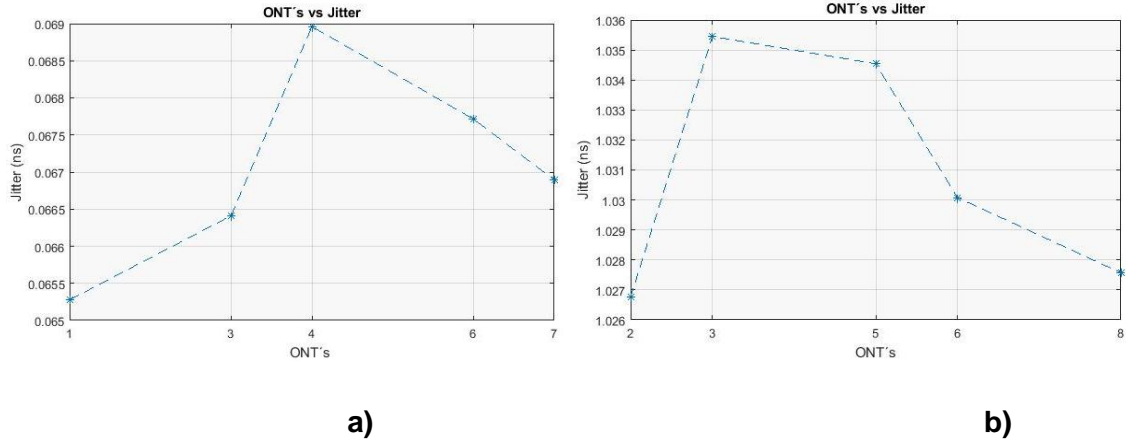 ONT´s vs Jitter
0.069
0.0685
0.068
0.0675
0.067
0.0665
0.066
0.0655
0.065
Jitter (ns)
1 3 4 6 7
ONT´s
a)
ONT´s vs Jitter
1.036
1.035
1.034
1.033
1.032
1.031
1.03
1.029
1.028
1.027
1.026
Jitter (ns)
2 3 5 6 8
ONT´s
b)